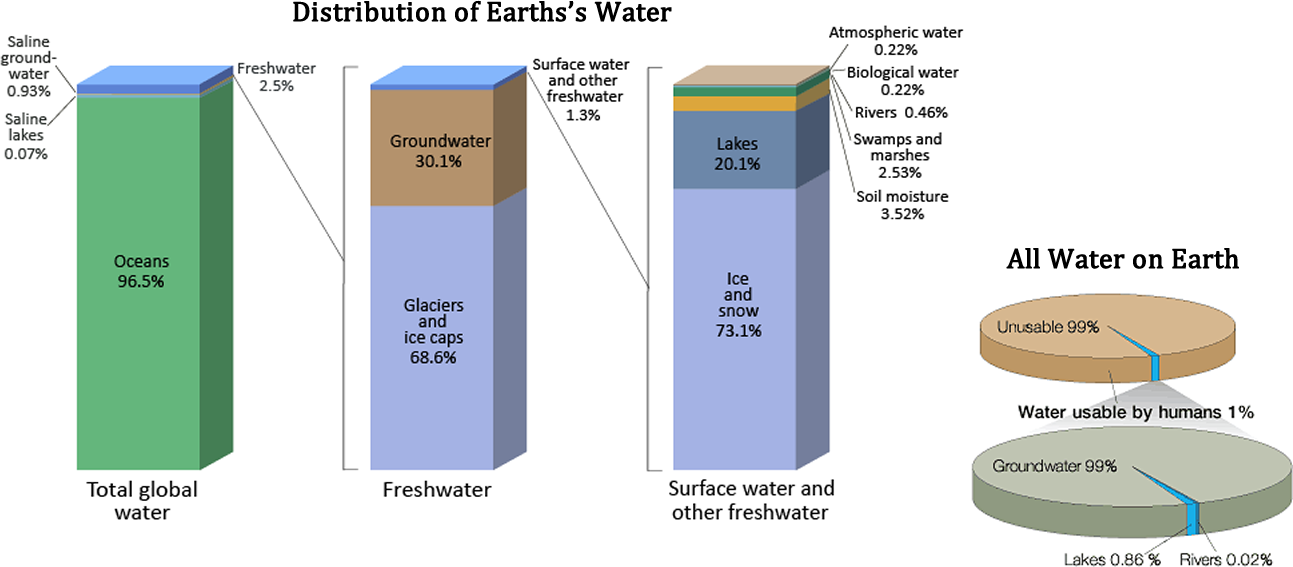 Distribution of Earths's Water
Saline
ground-
water
0.93%
Saline
lakes
0.07%
Oceans
96.5%
Total global
water
Freshwater
2.5%
Groundwater
30.1%
Glaciers
and
ice caps
68.6%
Freshwater
Surface water
and other
freshwater
1.3%
Lakes
20.1%
Ice
and
snow
73.1%
Surface water and
other freshwater
Atmospheric water
0.22%
Biological water
0.22%
Rivers 0.46%
Swamps and
marshes
2.53%
Soil moisture
3.52%
All Water on Earth
Unusable 99%
Water usable by humans 1%
Groundwater 99%
Lakes 0.86 %
Rivers 0.02%